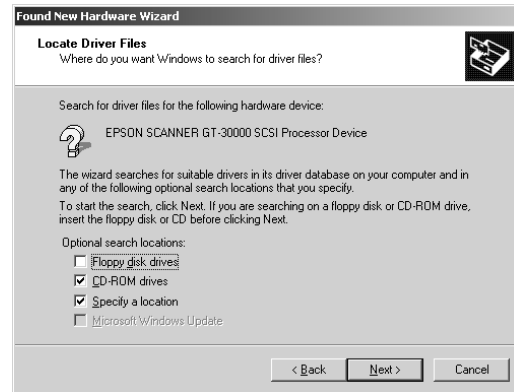 Found New Hardware Wizard
Locate Driver Files
Where do you want Windows to search for driver files?
Search for driver files for the following hardware device:
EPSON SCANNER GT-30000 SCSI Processor Device
The wizard searches for suitable drivers in its driver database on your computer and in
any of the following optional search locations that you specify.
To start the search, click Next. If you are searching on a floppy disk or CD-ROM drive,
insert the floppy disk or CD before clicking Next.
Optional search locations:
Floppy disk drives
CD-ROM drives
Specify a location
Microsoft Windows Update
< Back
Next >
Cancel